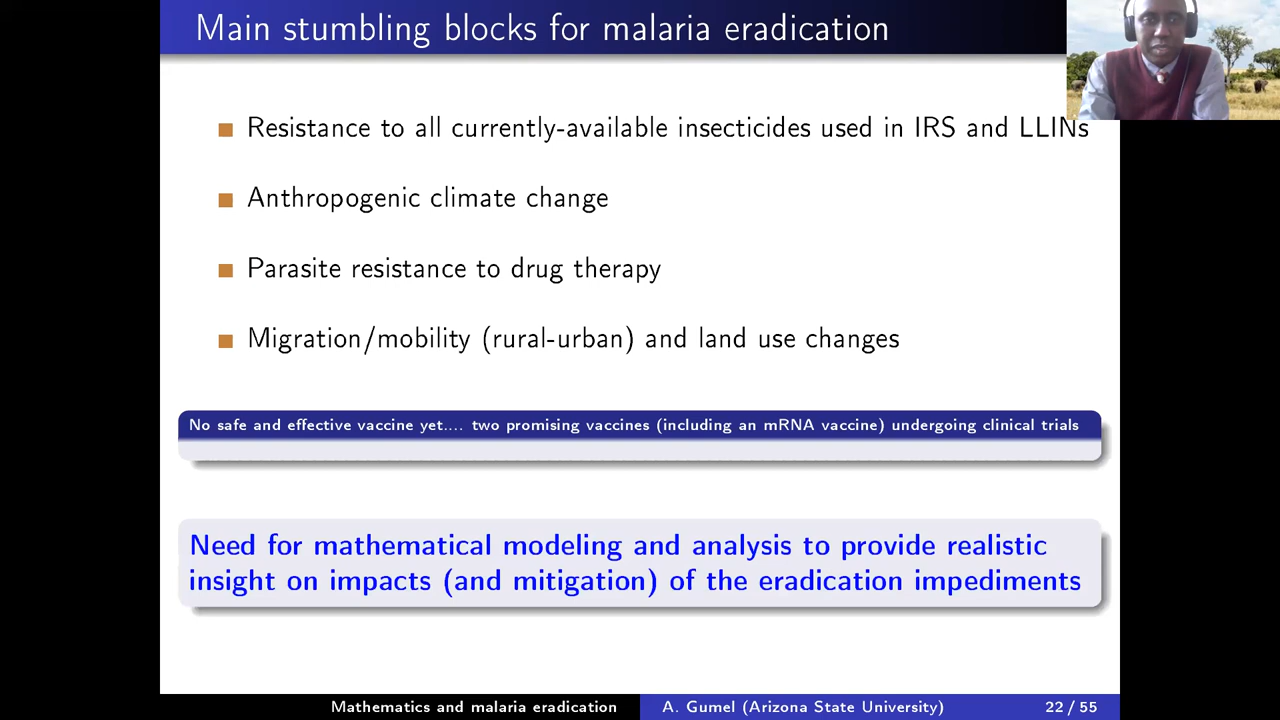 Main stumbling blocks for malaria eradication
Resistance to all currently-available insecticides used in IRS and LLINs
Anthropogenic climate change
Parasite resistance to drug therapy
Migration/mobility (rural-urban) and land use changes
No safe and effective vaccine yet.... two promising vaccines (including an mRNA vaccine) undergoing clinical trials
Need for mathematical modeling and analysis to provide realistic
insight on impacts (and mitigation) of the eradication impediments
Mathematics and malaria eradication A. Gumel (Arizona State University) 22 / 55